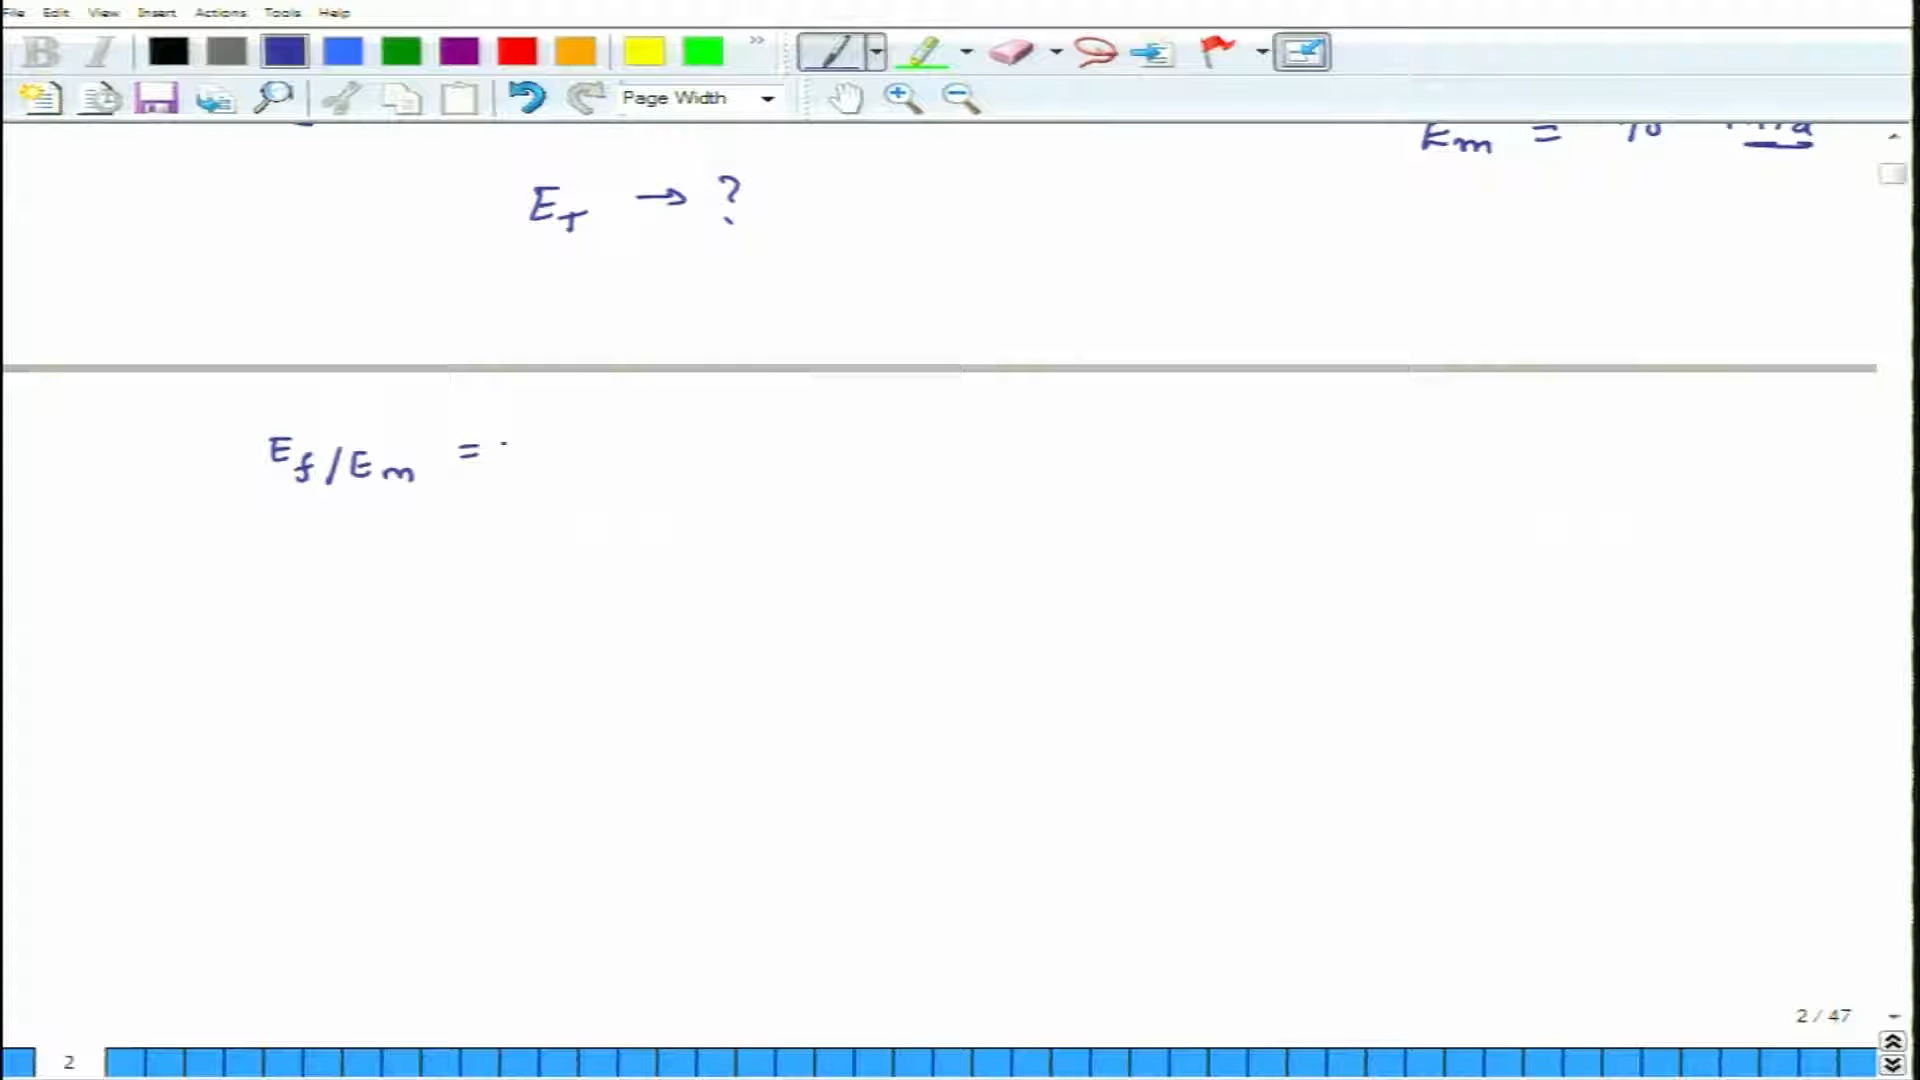 File Edit View Insert Actions Tools Help
B I
Page Width
Em =
ET → ?
Ef/Em =
2 / 47
2